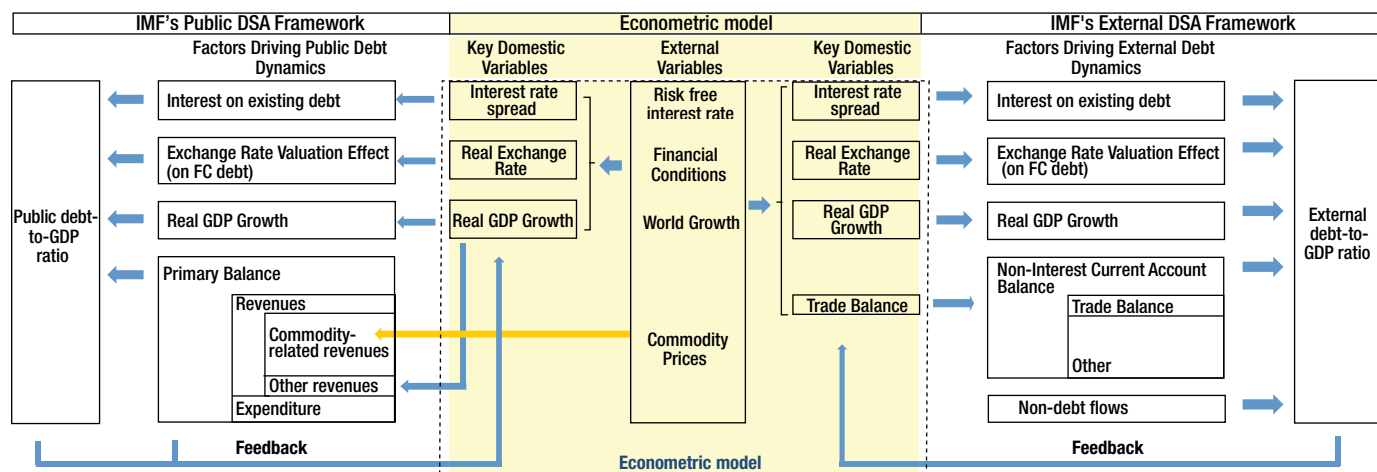 IMF's Public DSA Framework
Econometric model
IMF's External DSA Framework
Factors Driving Public Debt
Dynamics
Key Domestic
Variables
External
Variables
Key Domestic
Variables
Factors Driving External Debt
Dynamics
Public debt-
to-GDP
ratio
Interest on existing debt
Exchange Rate Valuation Effect
(on FC debt)
Real GDP Growth
Primary Balance
Revenues
Commodity-
related revenues
Other revenues
Expenditure
Interest rate
spread
Real Exchange
Rate
Real GDP Growth
Risk free
interest rate
Financial
Conditions
World Growth
Commodity
Prices
Interest rate
spread
Real Exchange
Rate
Real GDP
Growth
Trade Balance
Interest on existing debt
Exchange Rate Valuation Effect
(on FC debt)
Real GDP Growth
Non-Interest Current Account
Balance
Trade Balance
Other
Non-debt flows
External
debt-to-
GDP ratio
Feedback
Econometric model
Feedback